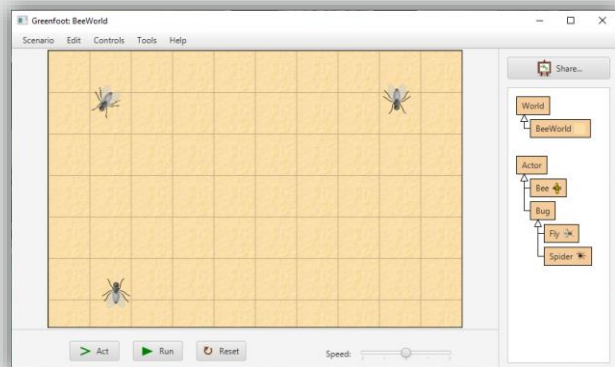 Greenfoot: BeeWorld
Scenario Edit Controls Tools Help
Share...
World
BeeWorld
Actor
Bee
Bug
Fly
Spider
Act Run Reset Speed: